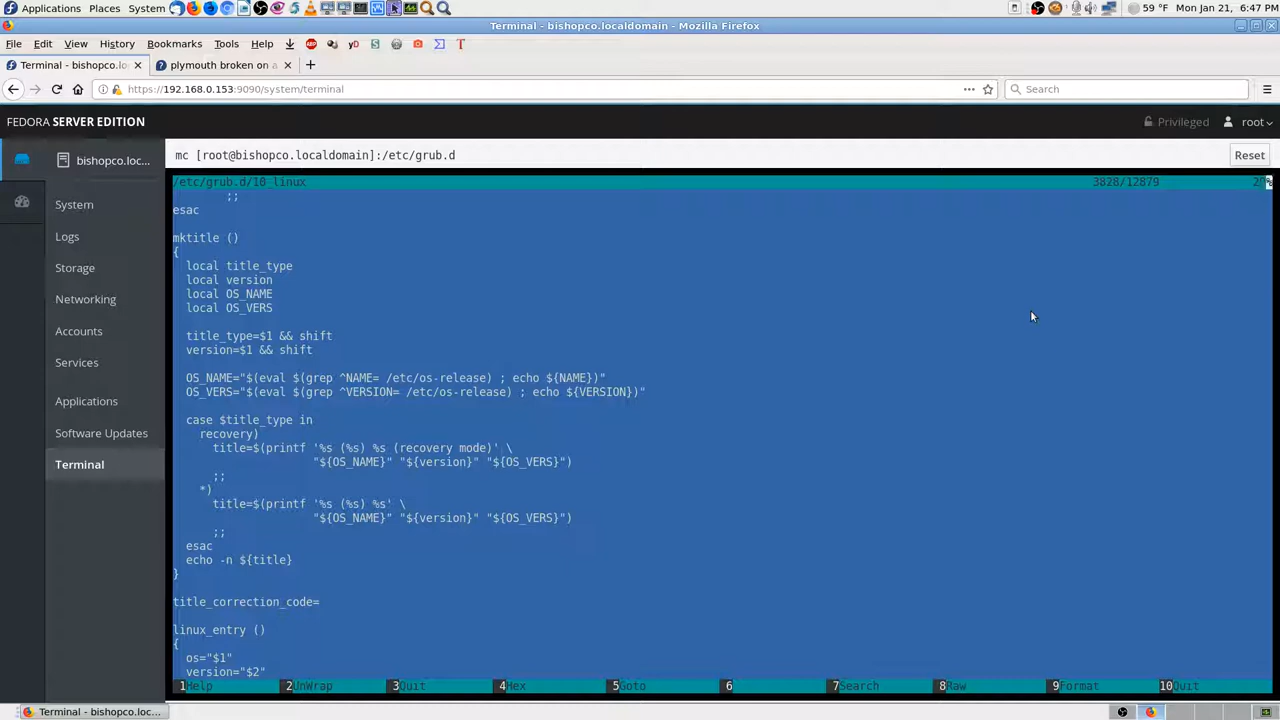 Applications Places System 59 °F Mon Jan 21, 6:47 PM
Terminal - bishopco.localdomain - Mozilla Firefox
File Edit View History Bookmarks Tools Help
Terminal - bishopco.lo plymouth broken on a
https://192.168.0.153:9090/system/terminal Search
FEDORA SERVER EDITION Privileged root
bishopco.locald...
System
Logs
Storage
Networking
Accounts
Services
Applications
Software Updates
Terminal
mc [root@bishopco.localdomain]:/etc/grub.d Reset
/etc/grub.d/10_linux 3828/12879 29%
;;
esac
mktitle ()
{
local title_type
local version
local OS_NAME
local OS_VERS
title_type=$1 && shift
version=$1 && shift
OS_NAME="$(eval $(grep ^NAME= /etc/os-release) ; echo ${NAME})"
OS_VERS="$(eval $(grep ^VERSION= /etc/os-release) ; echo ${VERSION})"
case $title_type in
recovery)
title=$(printf '%s (%s) %s (recovery mode)' \
"${OS_NAME}" "${version}" "${OS_VERS}")
;;
*)
title=$(printf '%s (%s) %s' \
"${OS_NAME}" "${version}" "${OS_VERS}")
;;
esac
echo -n ${title}
}
title_correction_code=
linux_entry ()
{
os="$1"
version="$2"
1Help 2UnWrap 3Quit 4Hex 5Goto 6 7Search 8Raw 9Format 10Quit
Terminal - bishopco.loc...